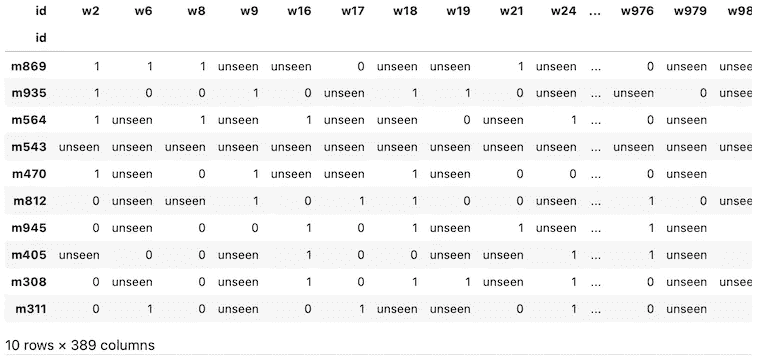 id w2 w6 w8 w9 w16 w17 w18 w19 w21 w24 ... w976 w979 w98
id
m869 1 1 1 unseen unseen 0 unseen unseen 1 unseen ... 0 unseen unsee
m935 1 0 0 1 0 unseen 1 1 0 unseen ... unseen 0 unsee
m564 1 unseen 1 unseen 1 unseen unseen 0 unseen 1 ... 0 unseen
m543 unseen unseen unseen unseen unseen unseen unseen unseen unseen unseen ... unseen unseen unsee
m470 1 unseen 0 1 unseen unseen 1 unseen 0 0 ... 0 unseen
m812 0 unseen unseen 1 0 1 1 0 0 unseen ... 1 0 unsee
m945 0 unseen 0 0 1 0 1 unseen 1 unseen ... 1 unseen
m405 unseen 0 0 unseen 1 0 0 unseen unseen 1 ... 1 unseen
m308 0 unseen 0 unseen 1 0 1 1 unseen 1 ... 0 unseen unsee
m311 0 1 0 unseen 0 1 unseen unseen 0 1 ... 0 unseen
10 rows × 389 columns